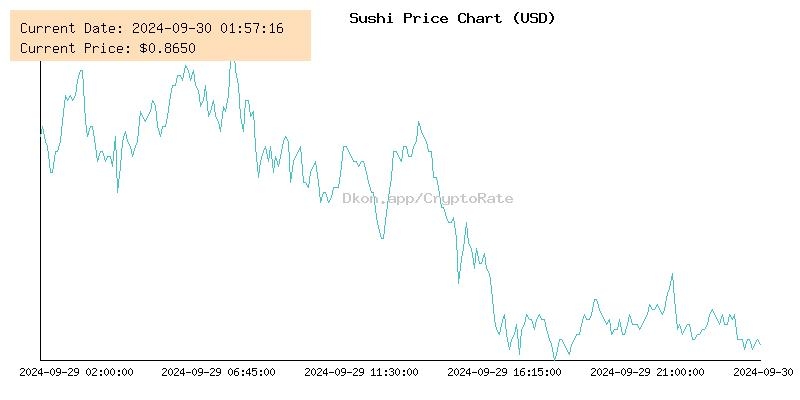 Sushi Price Chart (USD)
Current Date: 2024-09-30 01:57:16
Current Price: $0.8650
Dkon.app/CryptoRate
2024-09-29 02:00:00 2024-09-29 06:45:00 2024-09-29 11:30:00 2024-09-29 16:15:00 2024-09-29 21:00:00 2024-09-30